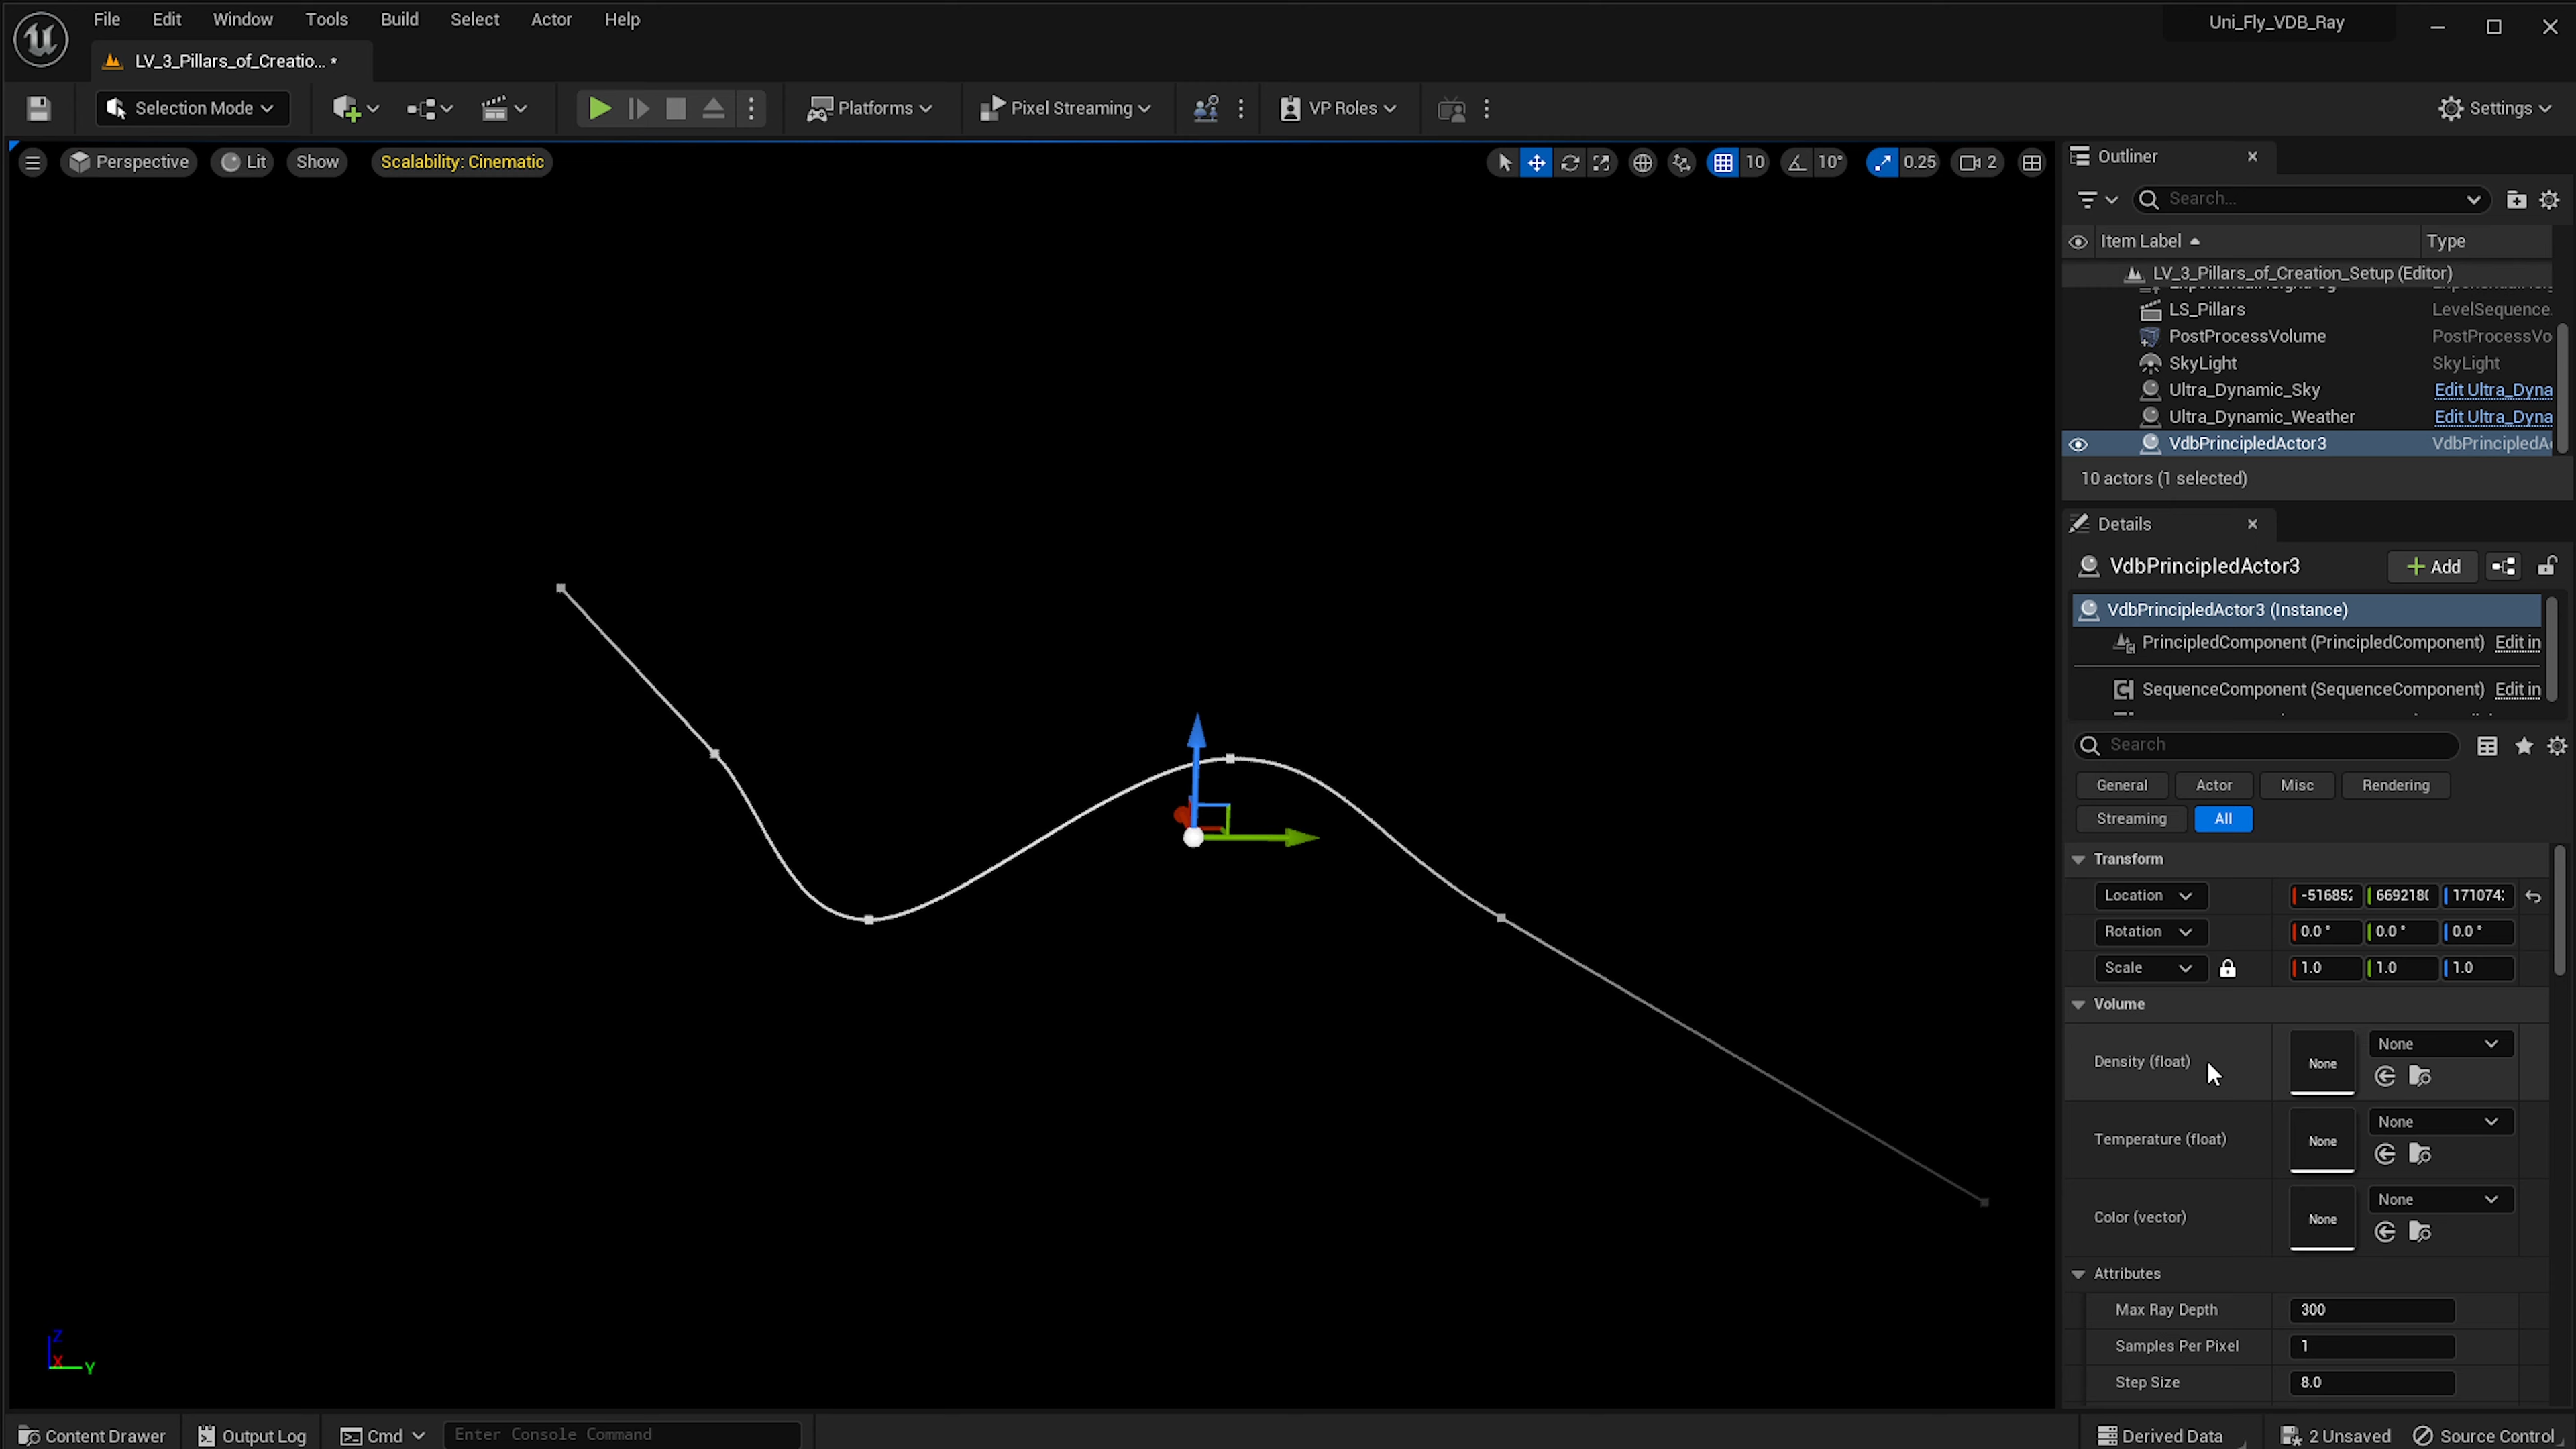 File Edit Window Tools Build Select Actor Help
Uni_Fly_VDB_Ray
LV_3_Pillars_of_Creatio... *
Selection Mode
Platforms
Pixel Streaming
VP Roles
Settings
Perspective Lit Show Scalability: Cinematic
10 10° 0.25 2
Outliner
Search...
Item Label Type
LV_3_Pillars_of_Creation_Setup (Editor)
LS_Pillars LevelSequence
PostProcessVolume PostProcessVo
SkyLight SkyLight
Ultra_Dynamic_Sky Edit Ultra_Dyna
Ultra_Dynamic_Weather Edit Ultra_Dyna
VdbPrincipledActor3 VdbPrincipledA
10 actors (1 selected)
Details
VdbPrincipledActor3
+ Add
VdbPrincipledActor3 (Instance)
PrincipledComponent (PrincipledComponent) Edit in
SequenceComponent (SequenceComponent) Edit in
Search
General Actor Misc Rendering
Streaming All
Transform
Location -51685 669218 171074
Rotation 0.0 ° 0.0 ° 0.0 °
Scale 1.0 1.0 1.0
Volume
Density (float) None None
Temperature (float) None None
Color (vector) None None
Attributes
Max Ray Depth 300
Samples Per Pixel 1
Step Size 8.0
Z
X
Y
Content Drawer Output Log Cmd Enter Console Command
Derived Data 2 Unsaved Source Control